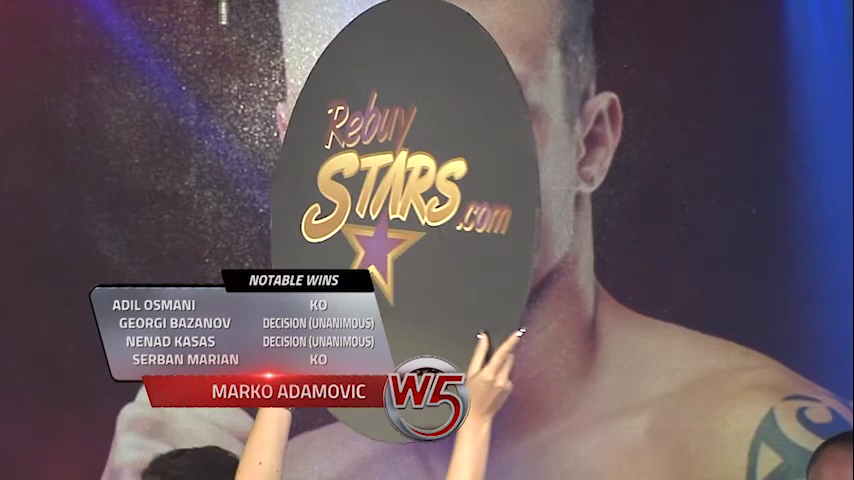 Rebuy
STARS
.com
NOTABLE WINS
ADIL OSMANI KO
GEORGI BAZANOV DECISION (UNANIMOUS)
NENAD KASAS DECISION (UNANIMOUS)
SERBAN MARIAN KO
MARKO ADAMOVIC W5